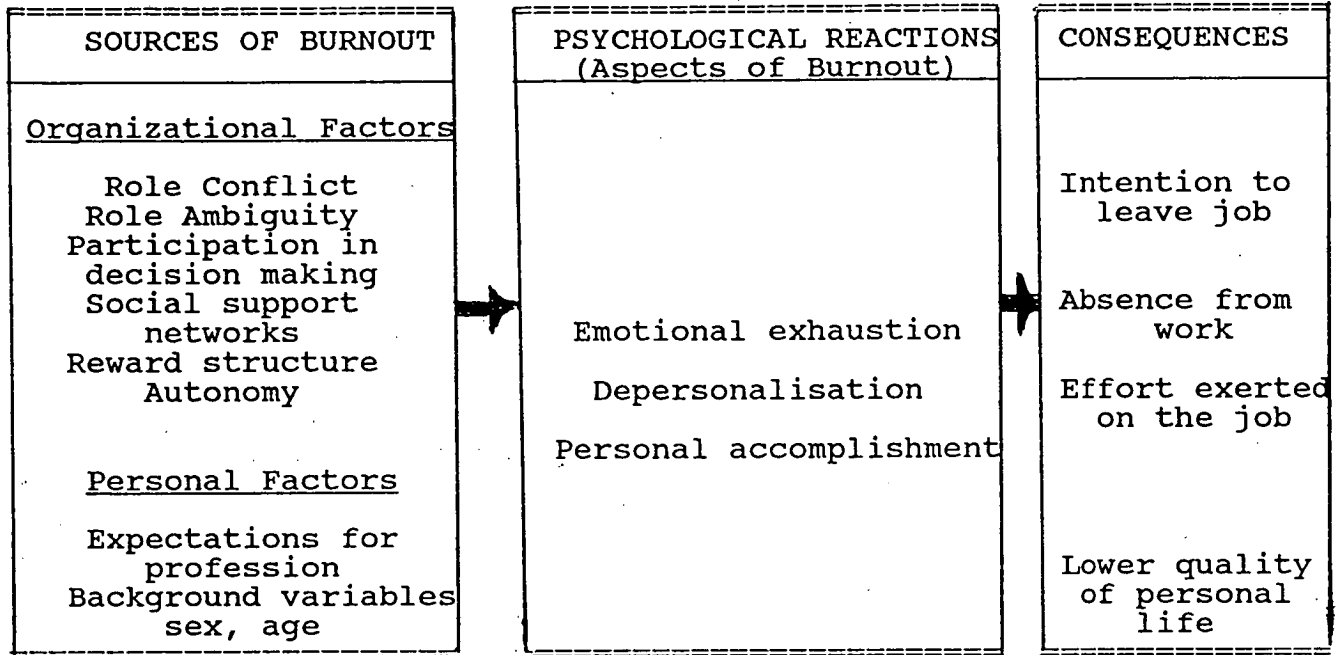 SOURCES OF BURNOUT
Organizational Factors
Role Conflict
Role Ambiguity
Participation in
decision making
Social support
networks
Reward structure
Autonomy
Personal Factors
Expectations for
profession
Background variables
sex, age
PSYCHOLOGICAL REACTIONS
(Aspects of Burnout)
Emotional exhaustion
Depersonalisation
Personal accomplishment
CONSEQUENCES
Intention to
leave job
Absence from
work
Effort exerted
on the job
Lower quality
of personal
life